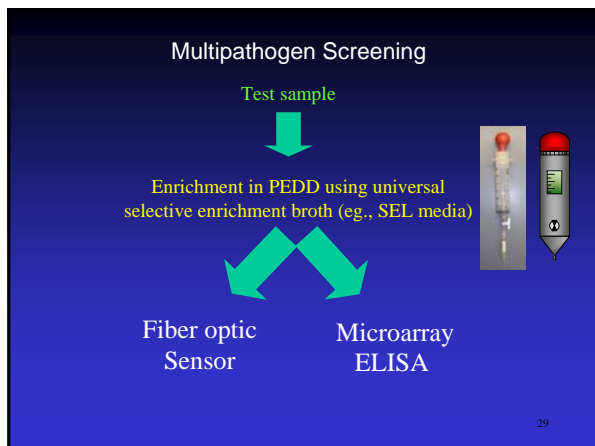 Multipathogen Screening
Test sample
Enrichment in PEDD using universal
selective enrichment broth (eg., SEL media)
Fiber optic
Sensor
Microarray
ELISA
29